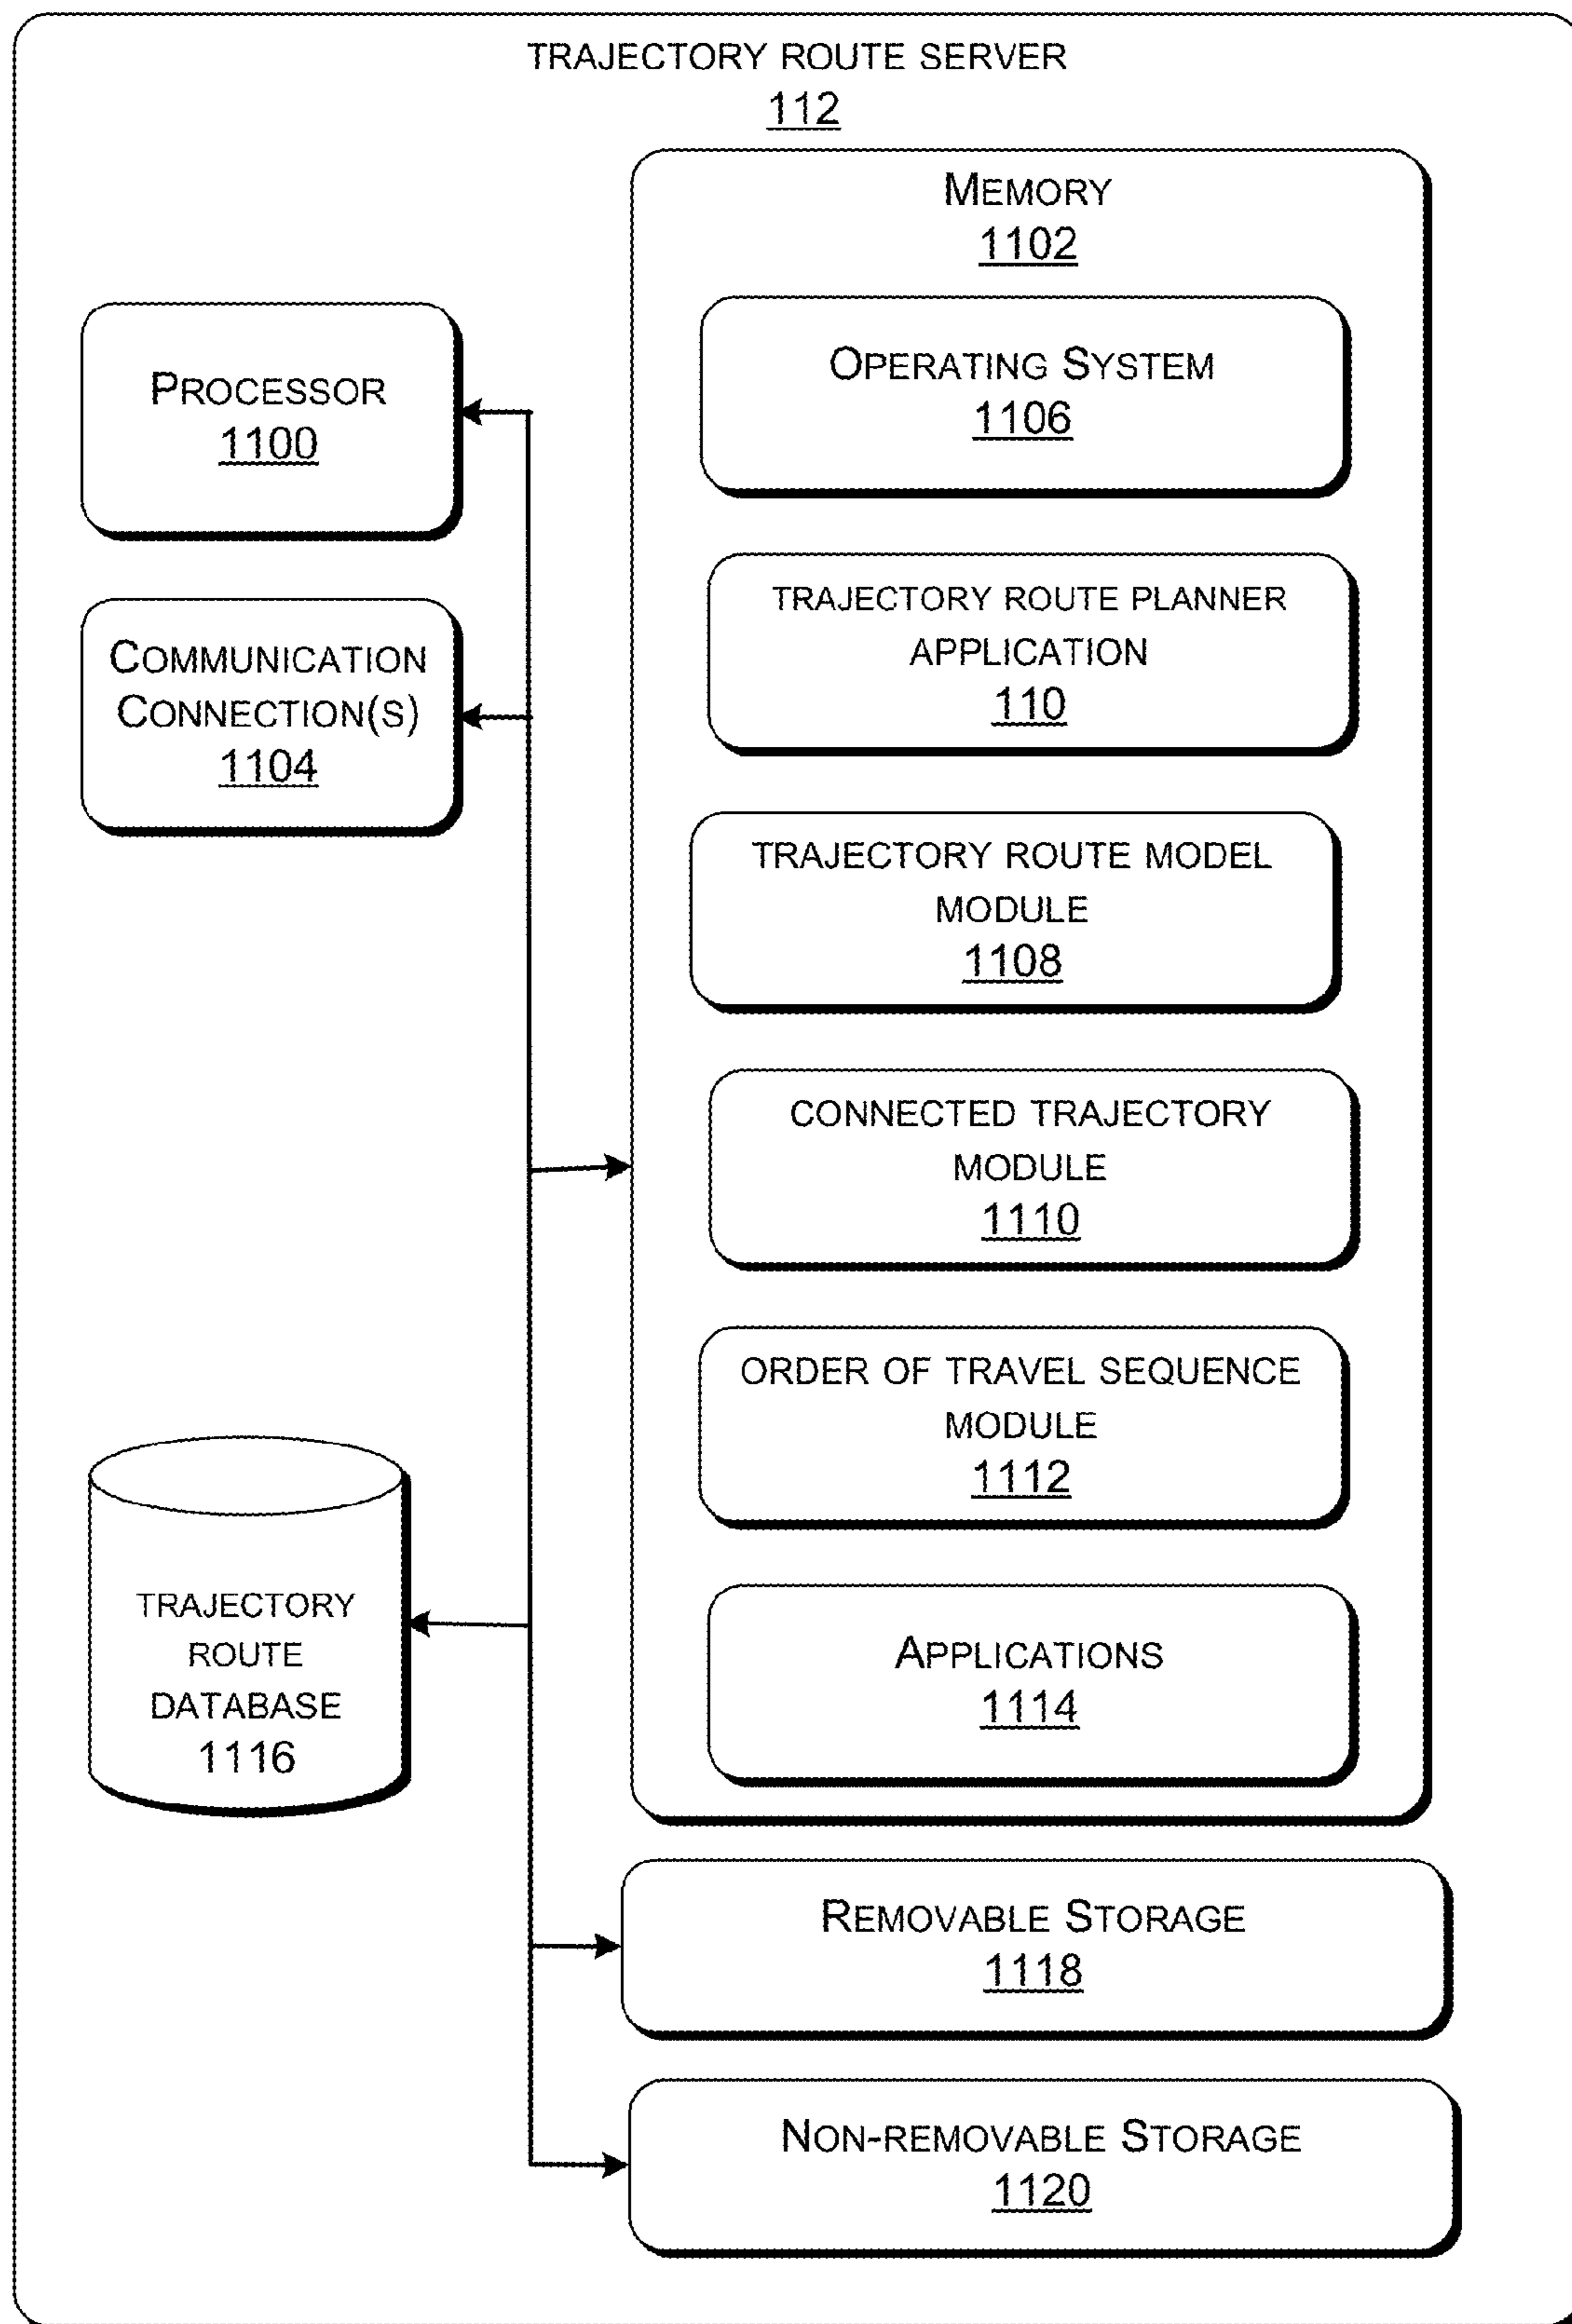 TRAJECTORY ROUTE SERVER
112
MEMORY
1102
OPERATING SYSTEM
1106
PROCESSOR
1100
TRAJECTORY ROUTE PLANNER
APPLICATION
110
COMMUNICATION
CONNECTION(S)
1104
TRAJECTORY ROUTE MODEL
MODULE
1108
CONNECTED TRAJECTORY
MODULE
1110
ORDER OF TRAVEL SEQUENCE
MODULE
1112
TRAJECTORY
ROUTE
DATABASE
1116
APPLICATIONS
1114
REMOVABLE STORAGE
1118
NON-REMOVABLE STORAGE
1120